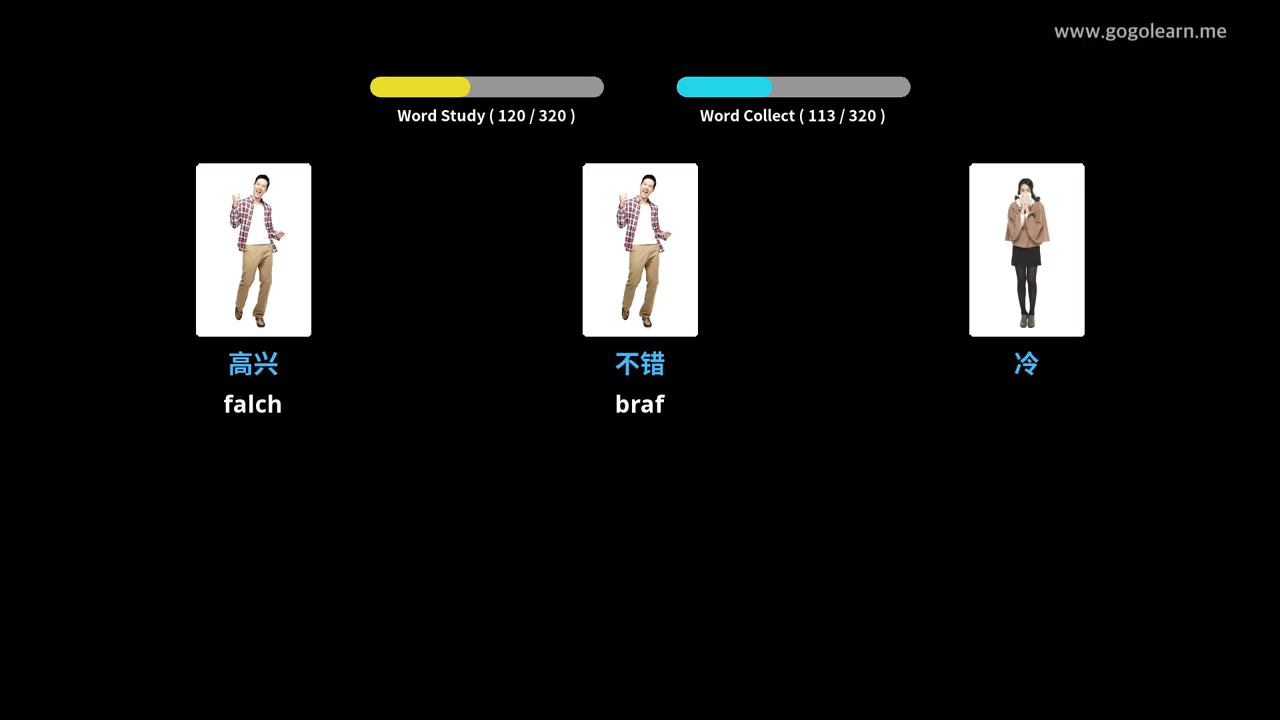 www.gogolearn.me
Word Study ( 120 / 320 )
Word Collect ( 113 / 320 )
高兴
不错
冷
falch
braf